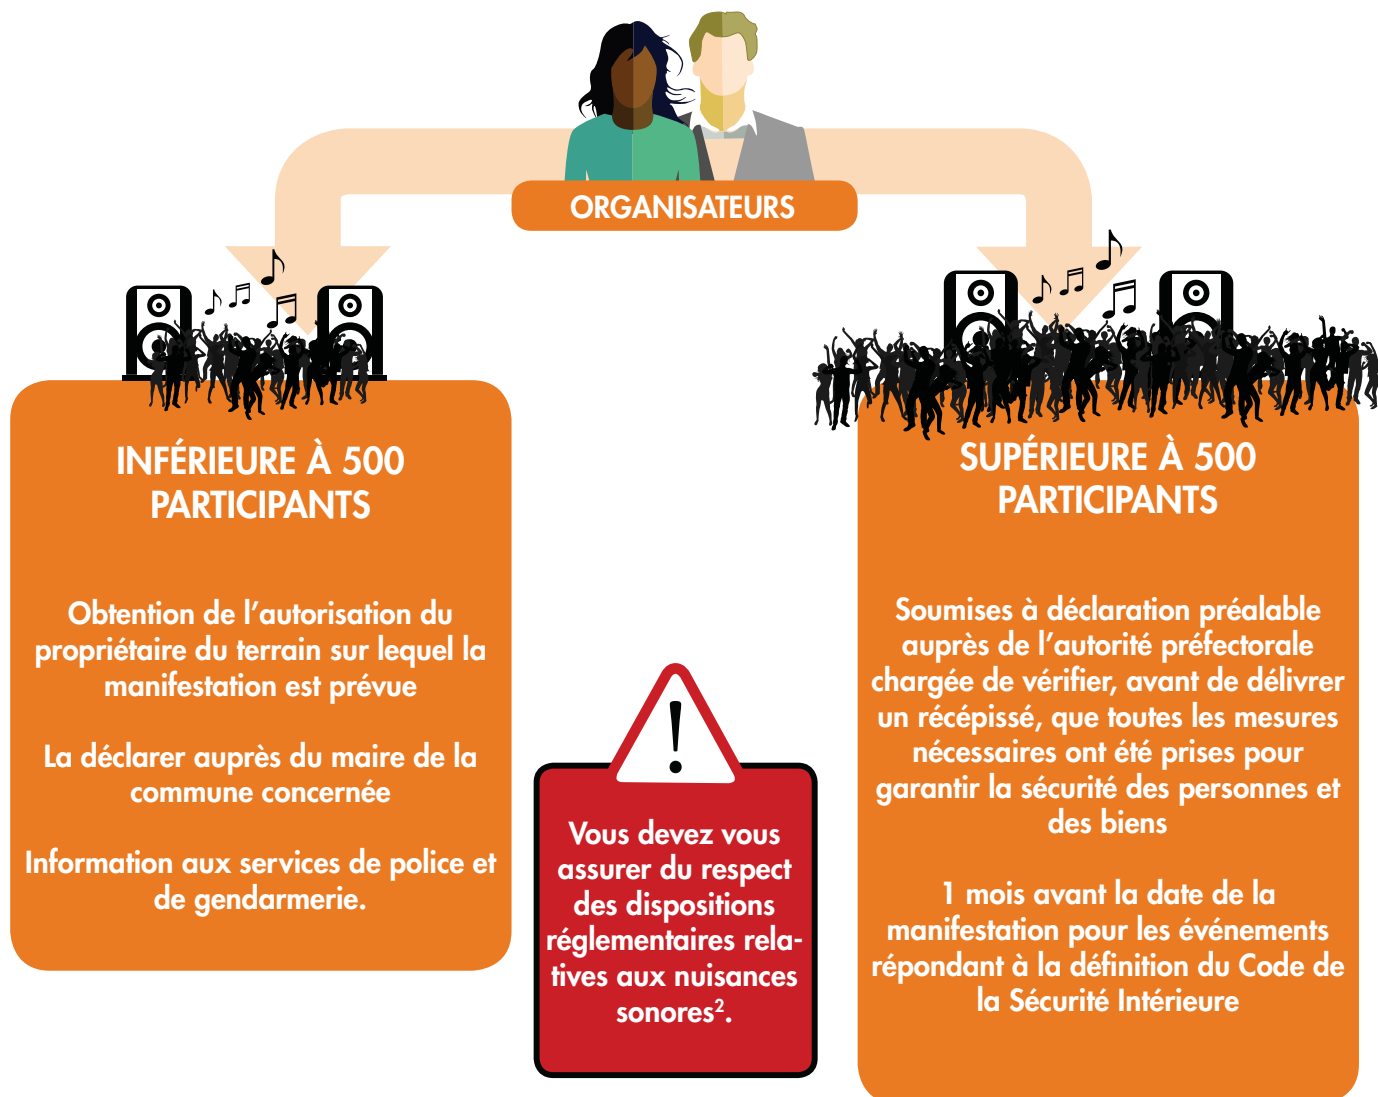 ORGANISATEURS
INFÉRIEURE À 500
PARTICIPANTS
Obtention de l’autorisation du
propriétaire du terrain sur lequel la
manifestation est prévue
La déclarer auprès du maire de la
commune concernée
Information aux services de police et
de gendarmerie.
Vous devez vous
assurer du respect
des dispositions
réglementaires rela-
tives aux nuisances
sonores².
SUPÉRIEURE À 500
PARTICIPANTS
Soumises à déclaration préalable
auprès de l’autorité préfectorale
chargée de vérifier, avant de délivrer
un récépissé, que toutes les mesures
nécessaires ont été prises pour
garantir la sécurité des personnes et
des biens
1 mois avant la date de la
manifestation pour les événements
répondant à la définition du Code de
la Sécurité Intérieure